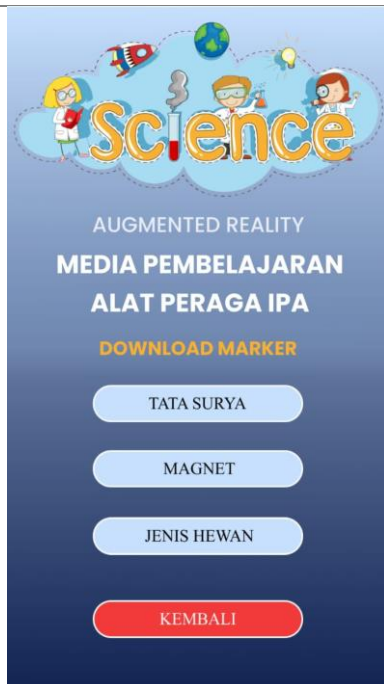 Science
AUGMENTED REALITY
MEDIA PEMBELAJARAN
ALAT PERAGA IPA
DOWNLOAD MARKER
TATA SURYA
MAGNET
JENIS HEWAN
KEMBALI